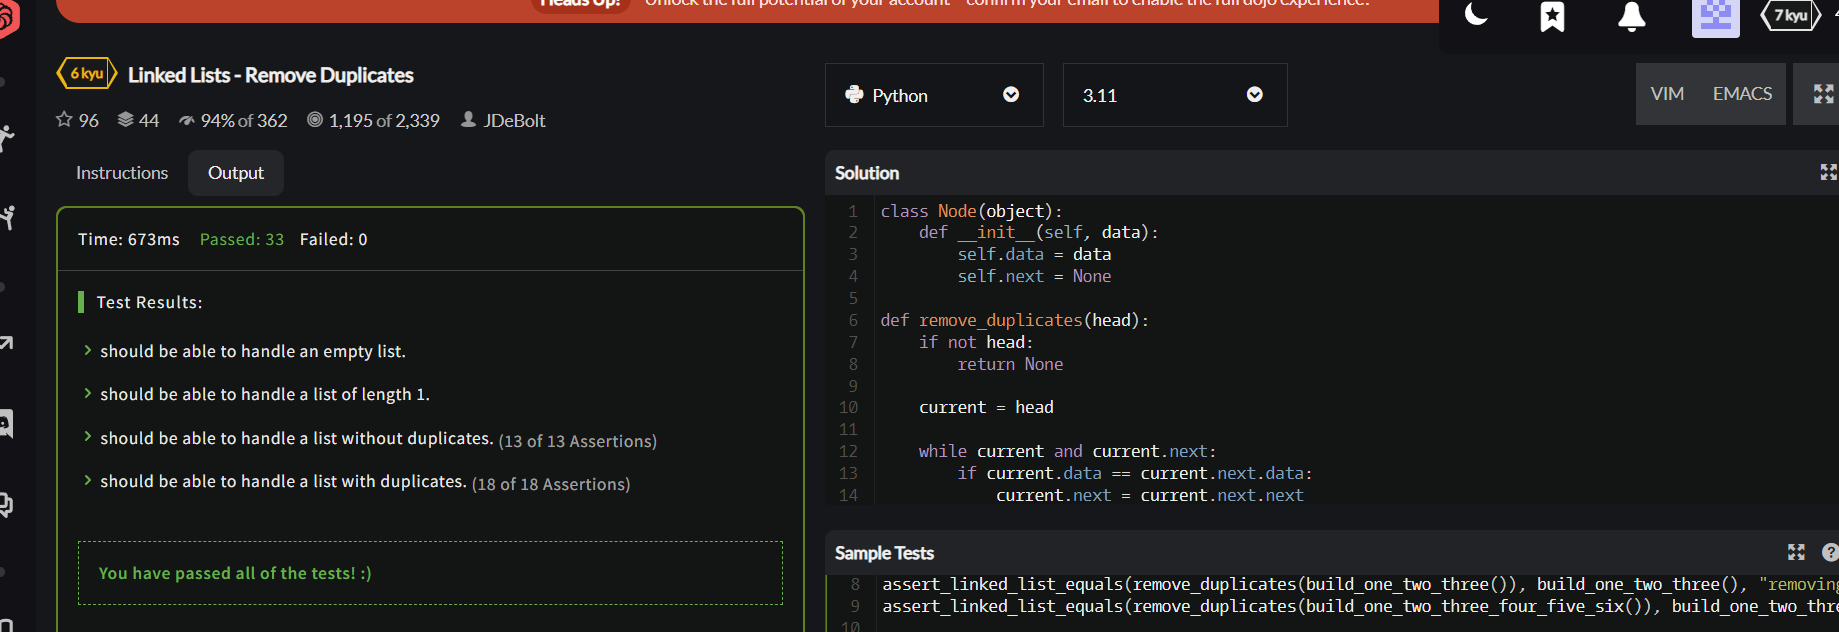 Heads Up! Unlock the full potential of your account - confirm your email to enable the full dojo experience!
7 kyu
6 kyu Linked Lists - Remove Duplicates
96 44 94% of 362 1,195 of 2,339 JDeBolt
Python 3.11 VIM EMACS
Instructions Output
Time: 673ms Passed: 33 Failed: 0
Test Results:
should be able to handle an empty list.
should be able to handle a list of length 1.
should be able to handle a list without duplicates. (13 of 13 Assertions)
should be able to handle a list with duplicates. (18 of 18 Assertions)
You have passed all of the tests! :)
Solution
1 class Node(object):
2 def __init__(self, data):
3 self.data = data
4 self.next = None
5
6 def remove_duplicates(head):
7 if not head:
8 return None
9
10 current = head
11
12 while current and current.next:
13 if current.data == current.next.data:
14 current.next = current.next.next
Sample Tests
8 assert_linked_list_equals(remove_duplicates(build_one_two_three()), build_one_two_three(), "removing
9 assert_linked_list_equals(remove_duplicates(build_one_two_three_four_five_six()), build_one_two_thre
10